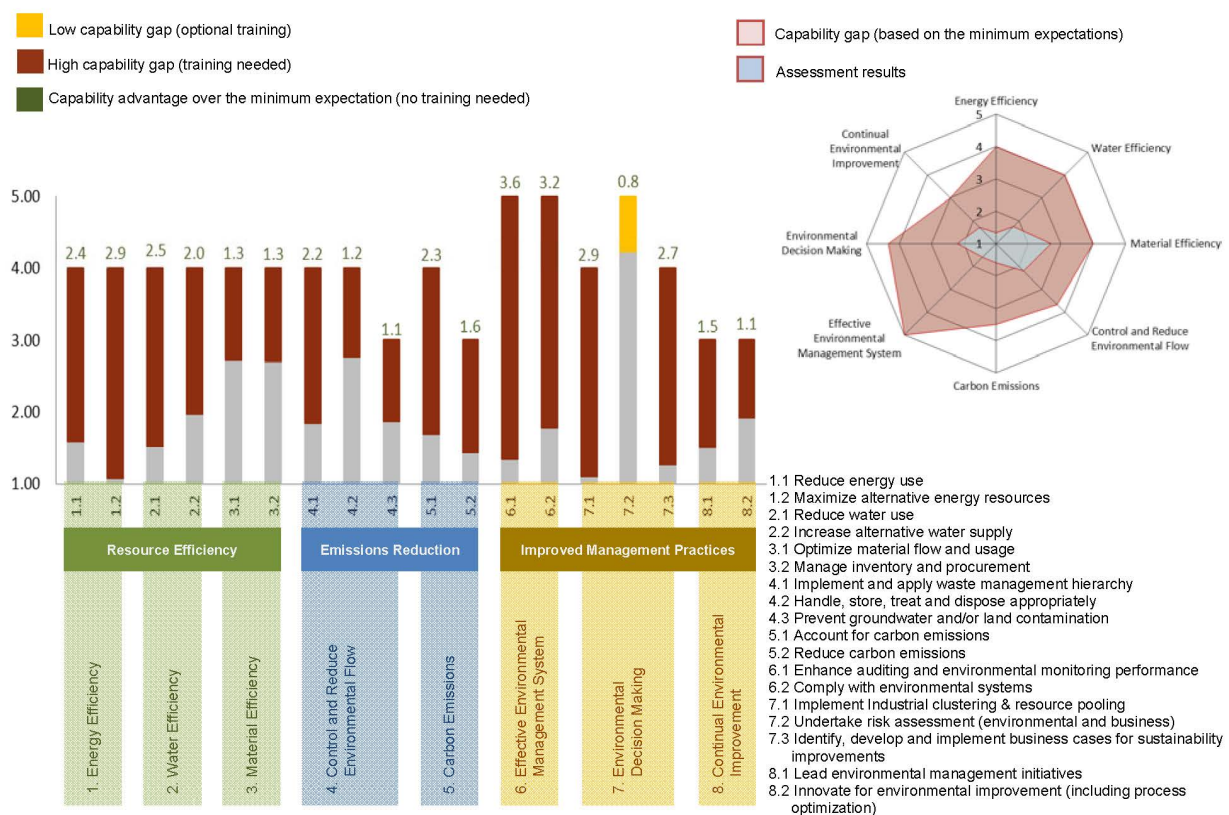 Low capability gap (optional training)
High capability gap (training needed)
Capability advantage over the minimum expectation (no training needed)
Capability gap (based on the minimum expectations)
Assessment results
Energy Efficiency
Water Efficiency
Material Efficiency
Control and Reduce
Environmental Flow
Carbon Emissions
Effective
Environmental
Management System
Environmental
Decision Making
Continual
Environmental
Improvement
5
4
3
2
1
5.00
4.00
3.00
2.00
1.00
2.4
2.9
2.5
2.0
1.3
1.3
2.2
1.2
1.1
2.3
1.6
3.6
3.2
2.9
0.8
2.7
1.5
1.1
1.1
1.2
2.1
2.2
3.1
3.2
4.1
4.2
4.3
5.1
5.2
6.1
6.2
7.1
7.2
7.3
8.1
8.2
Resource Efficiency
Emissions Reduction
Improved Management Practices
1. Energy Efficiency
2. Water Efficiency
3. Material Efficiency
4. Control and Reduce
Environmental Flow
5. Carbon Emissions
6. Effective Environmental
Management System
7. Environmental
Decision Making
8. Continual Environmental
Improvement
1.1 Reduce energy use
1.2 Maximize alternative energy resources
2.1 Reduce water use
2.2 Increase alternative water supply
3.1 Optimize material flow and usage
3.2 Manage inventory and procurement
4.1 Implement and apply waste management hierarchy
4.2 Handle, store, treat and dispose appropriately
4.3 Prevent groundwater and/or land contamination
5.1 Account for carbon emissions
5.2 Reduce carbon emissions
6.1 Enhance auditing and environmental monitoring performance
6.2 Comply with environmental systems
7.1 Implement Industrial clustering & resource pooling
7.2 Undertake risk assessment (environmental and business)
7.3 Identify, develop and implement business cases for sustainability
improvements
8.1 Lead environmental management initiatives
8.2 Innovate for environmental improvement (including process
optimization)